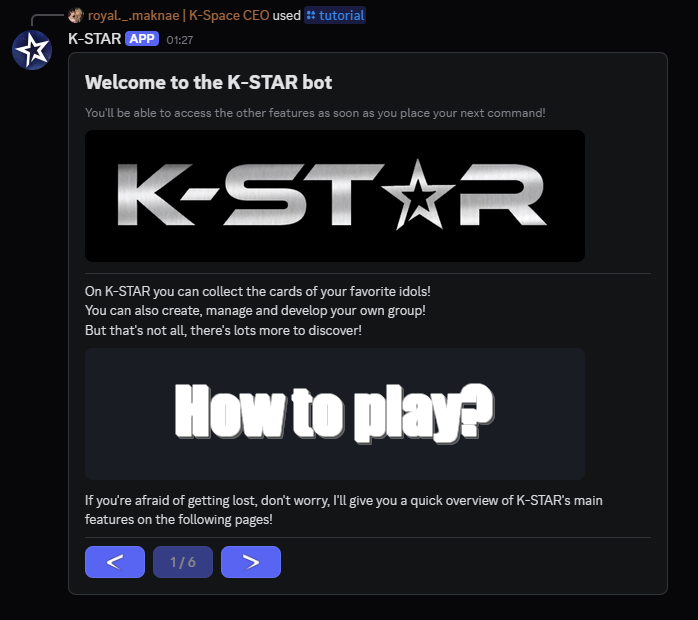 royal._.maknae | K-Space CEO used tutorial
K-STAR APP 01:27
Welcome to the K-STAR bot
You'll be able to access the other features as soon as you place your next command!
K-STAR
On K-STAR you can collect the cards of your favorite idols!
You can also create, manage and develop your own group!
But that's not all, there's lots more to discover!
How to play?
If you're afraid of getting lost, don't worry, I'll give you a quick overview of K-STAR's main
features on the following pages!
< 1 / 6 >